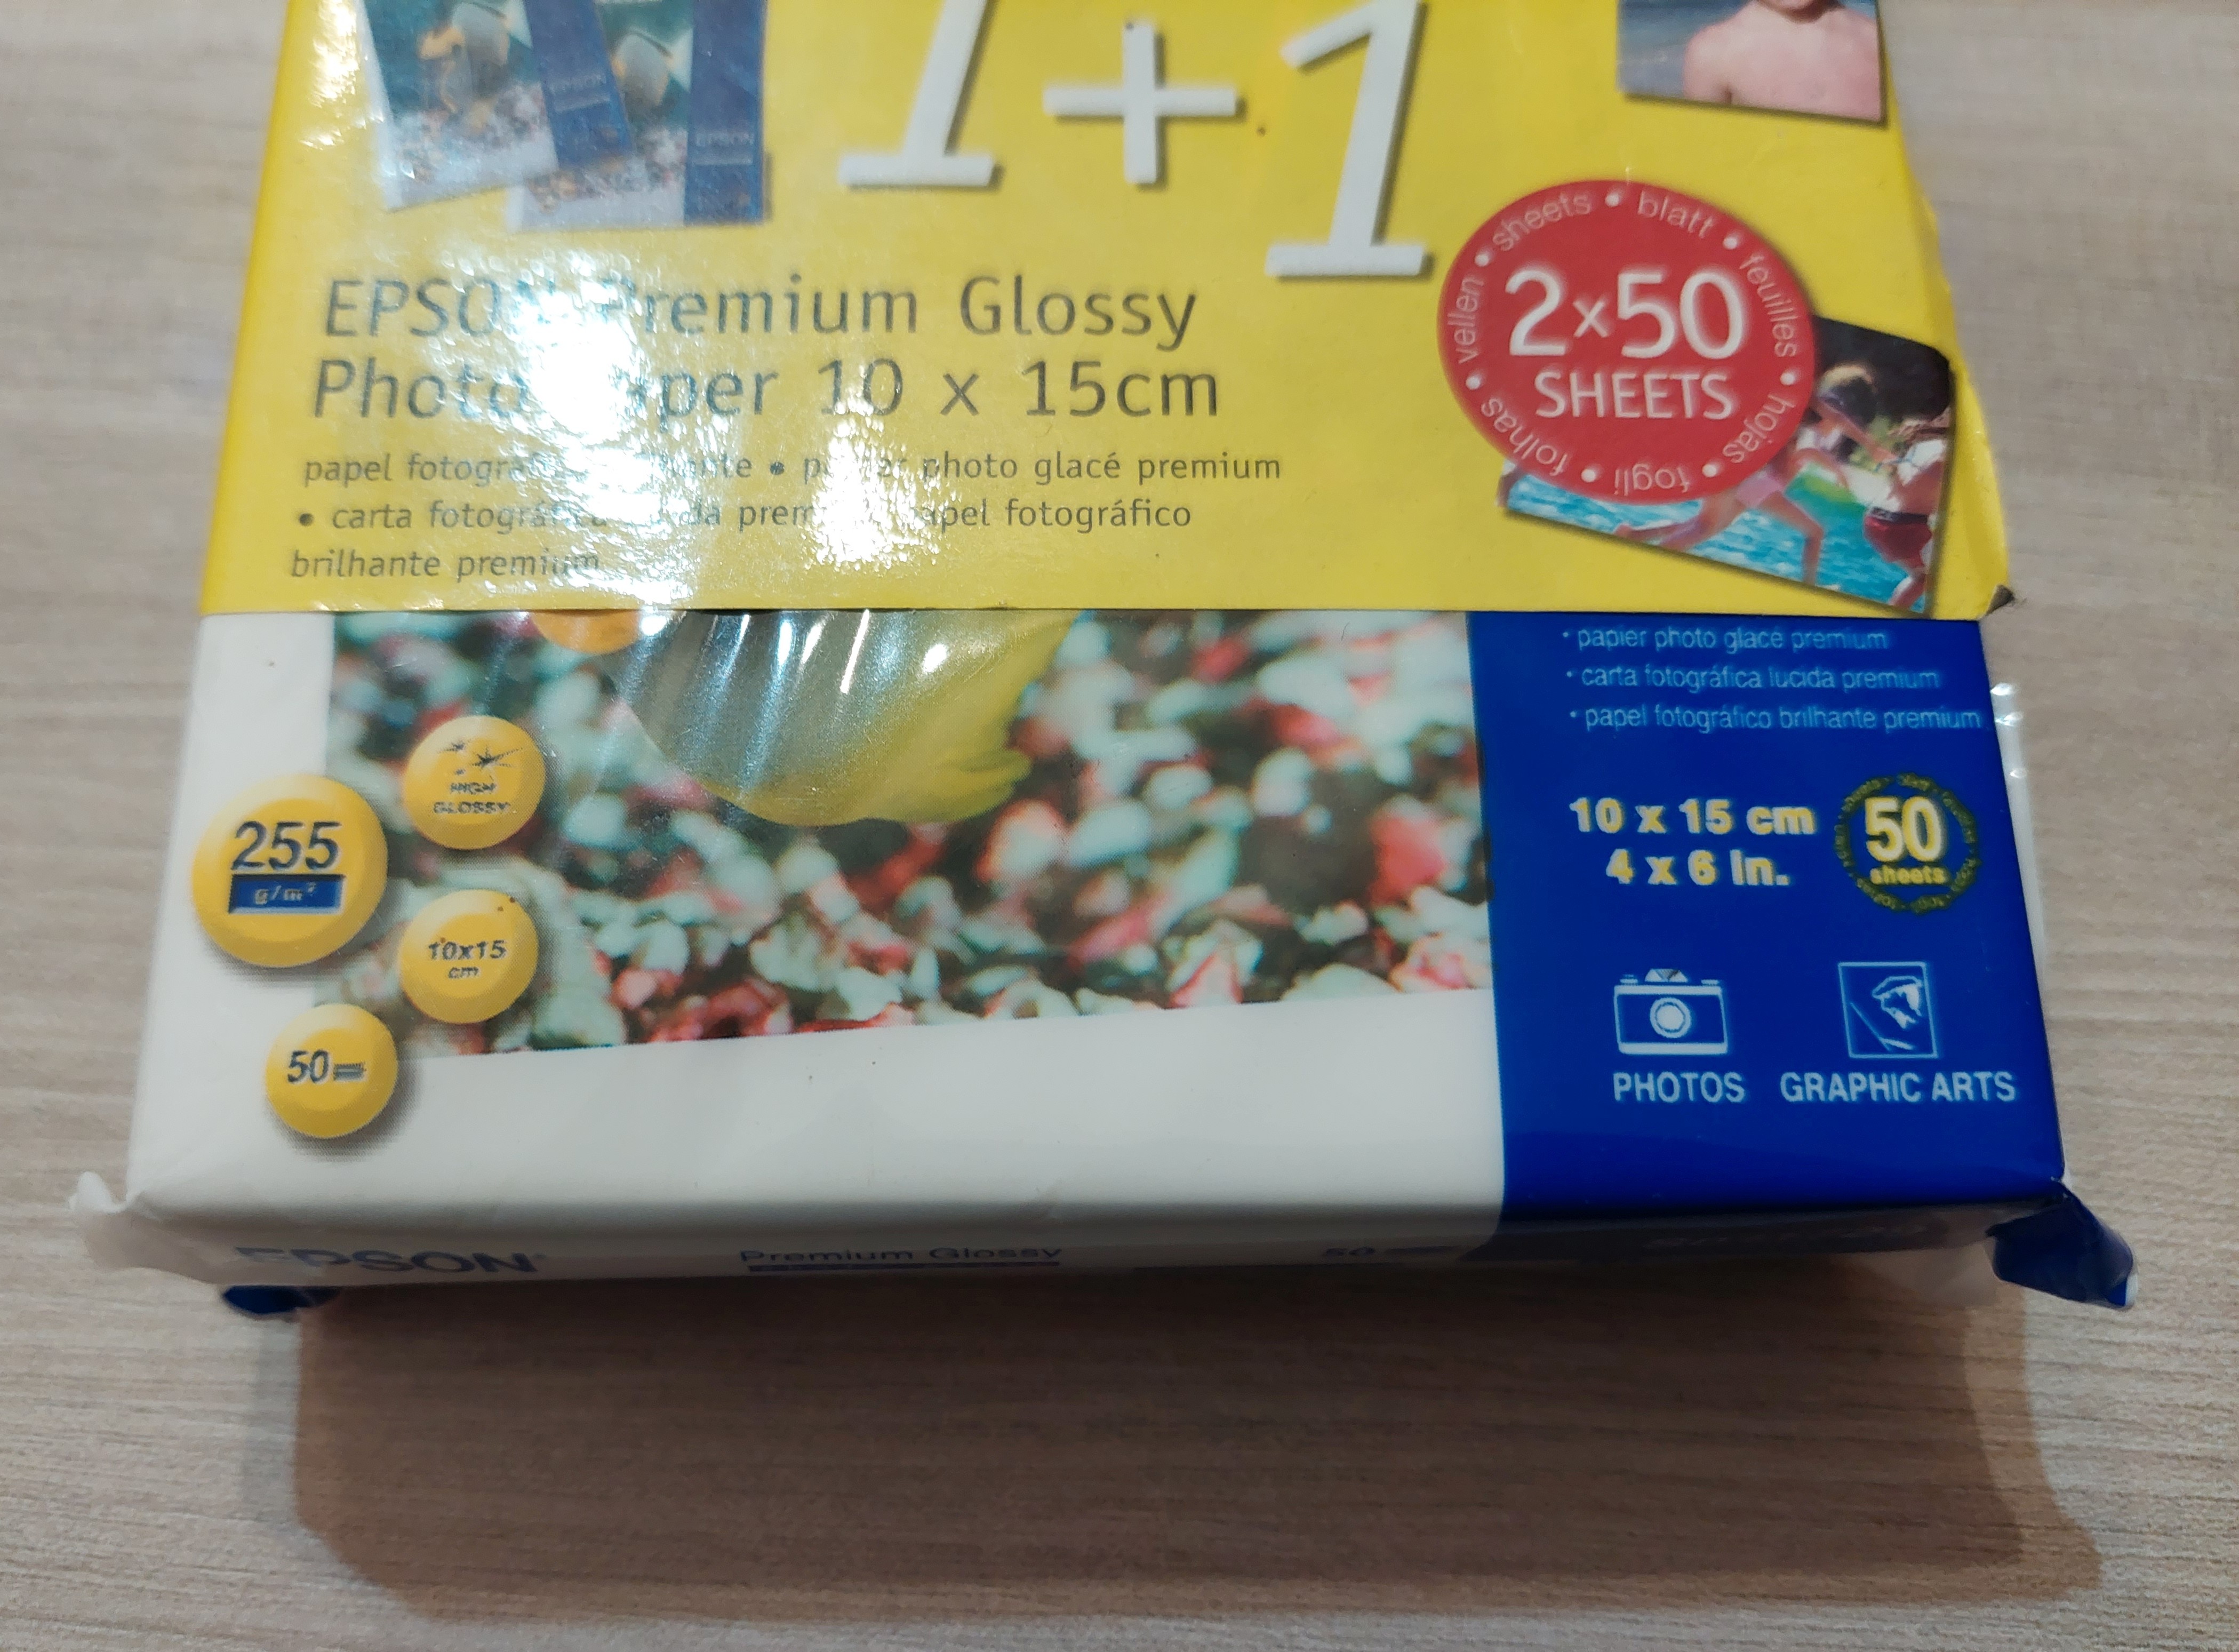 EPSON
1+1
EPSON Premium Glossy
Photo Paper 10 x 15cm
papel • photo glacé premium
• carta papel fotográfico
brilhante premium
sheets • blatt • feuilles • hojas • fogli • folhas • vellen •
2x50
SHEETS
• papier photo glacé premium
• carta fotográfica lucida premium
• papel fotográfico brilhante premium
HIGH
GLOSSY
255
g/m²
10x15
cm
50
10 x 15 cm
4 x 6 in.
50
sheets
PHOTOS
GRAPHIC ARTS
EPSON
Premium Glossy
50